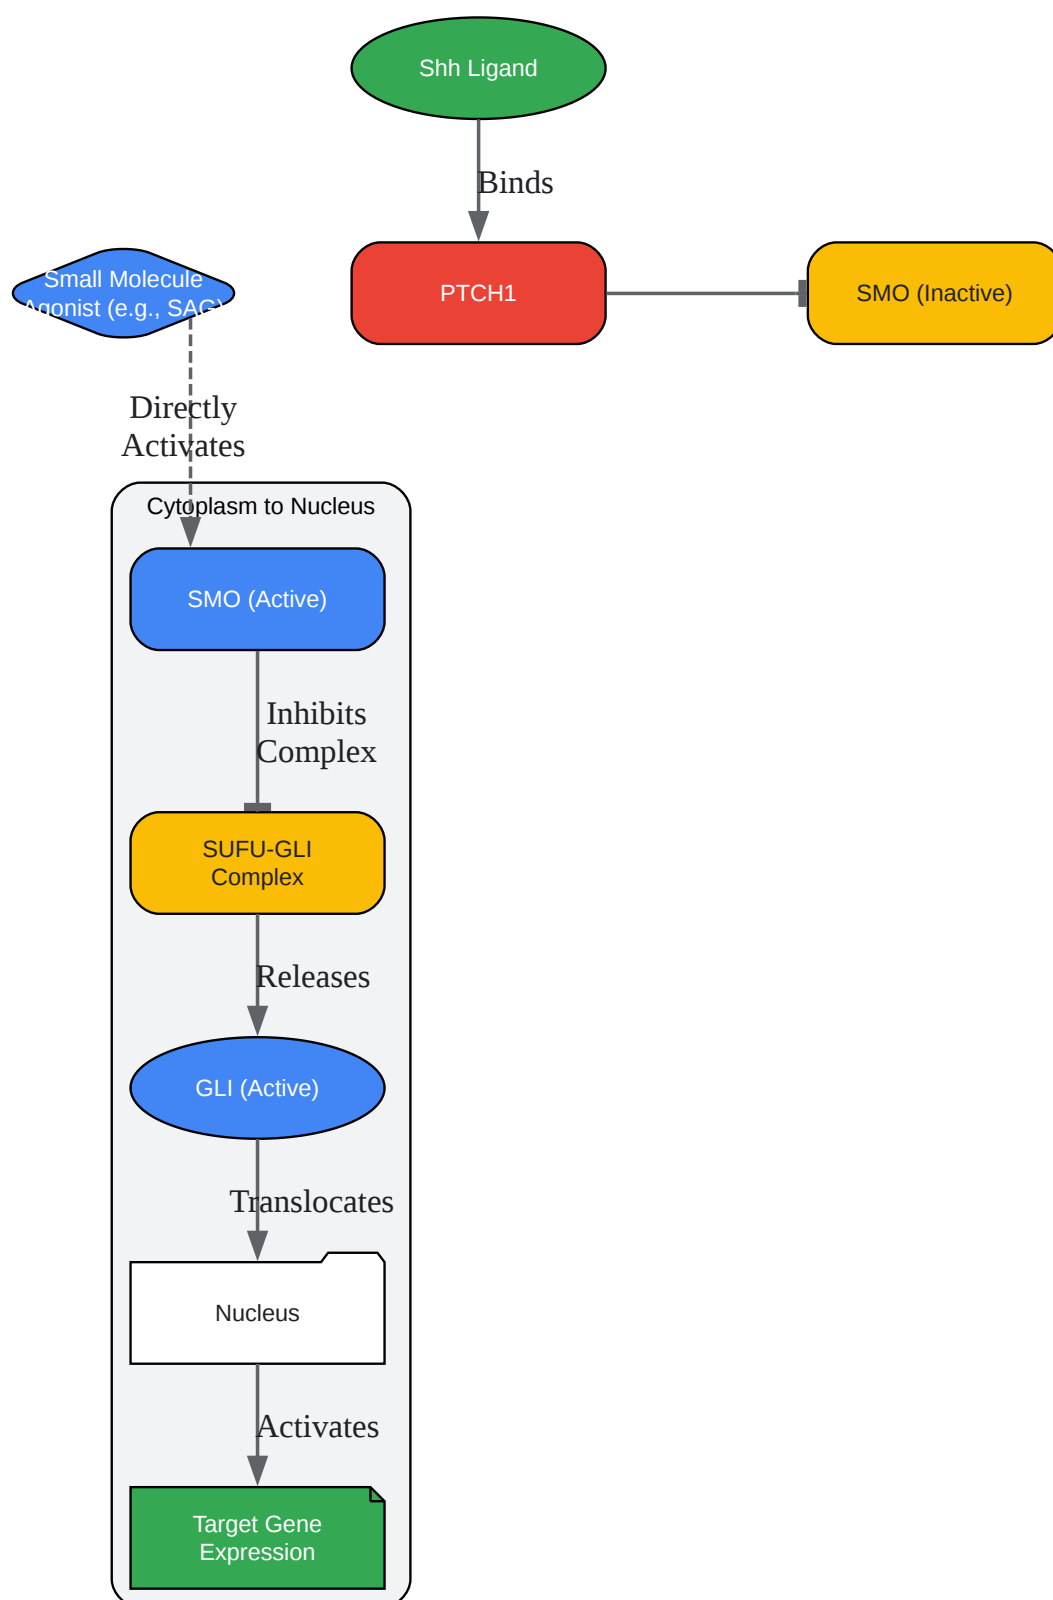 Shh Ligand
Binds
Small Molecule
Agonist (e.g., SAG)
PTCH1
SMO (Inactive)
Directly
Activates
Cytoplasm to Nucleus
SMO (Active)
Inhibits
Complex
SUFU-GLI
Complex
Releases
GLI (Active)
Translocates
Nucleus
Activates
Target Gene
Expression